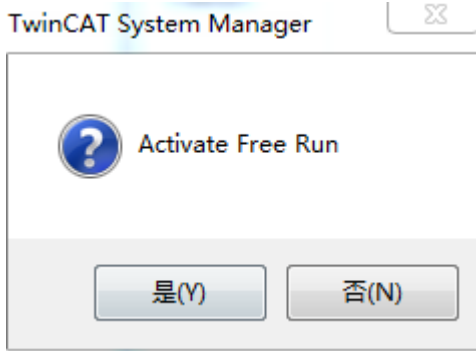 TwinCAT System Manager
Activate Free Run
是(Y) 否(N)